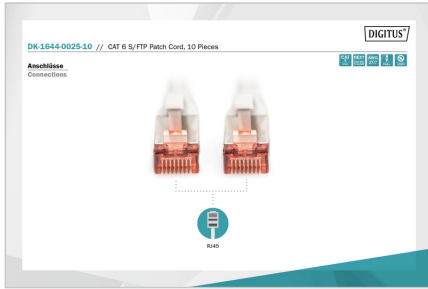 DIGITUS®
DK-1644-0025-10 // CAT 6 S/FTP Patch Cord, 10 Pieces
Anschlüsse
Connections
RJ45